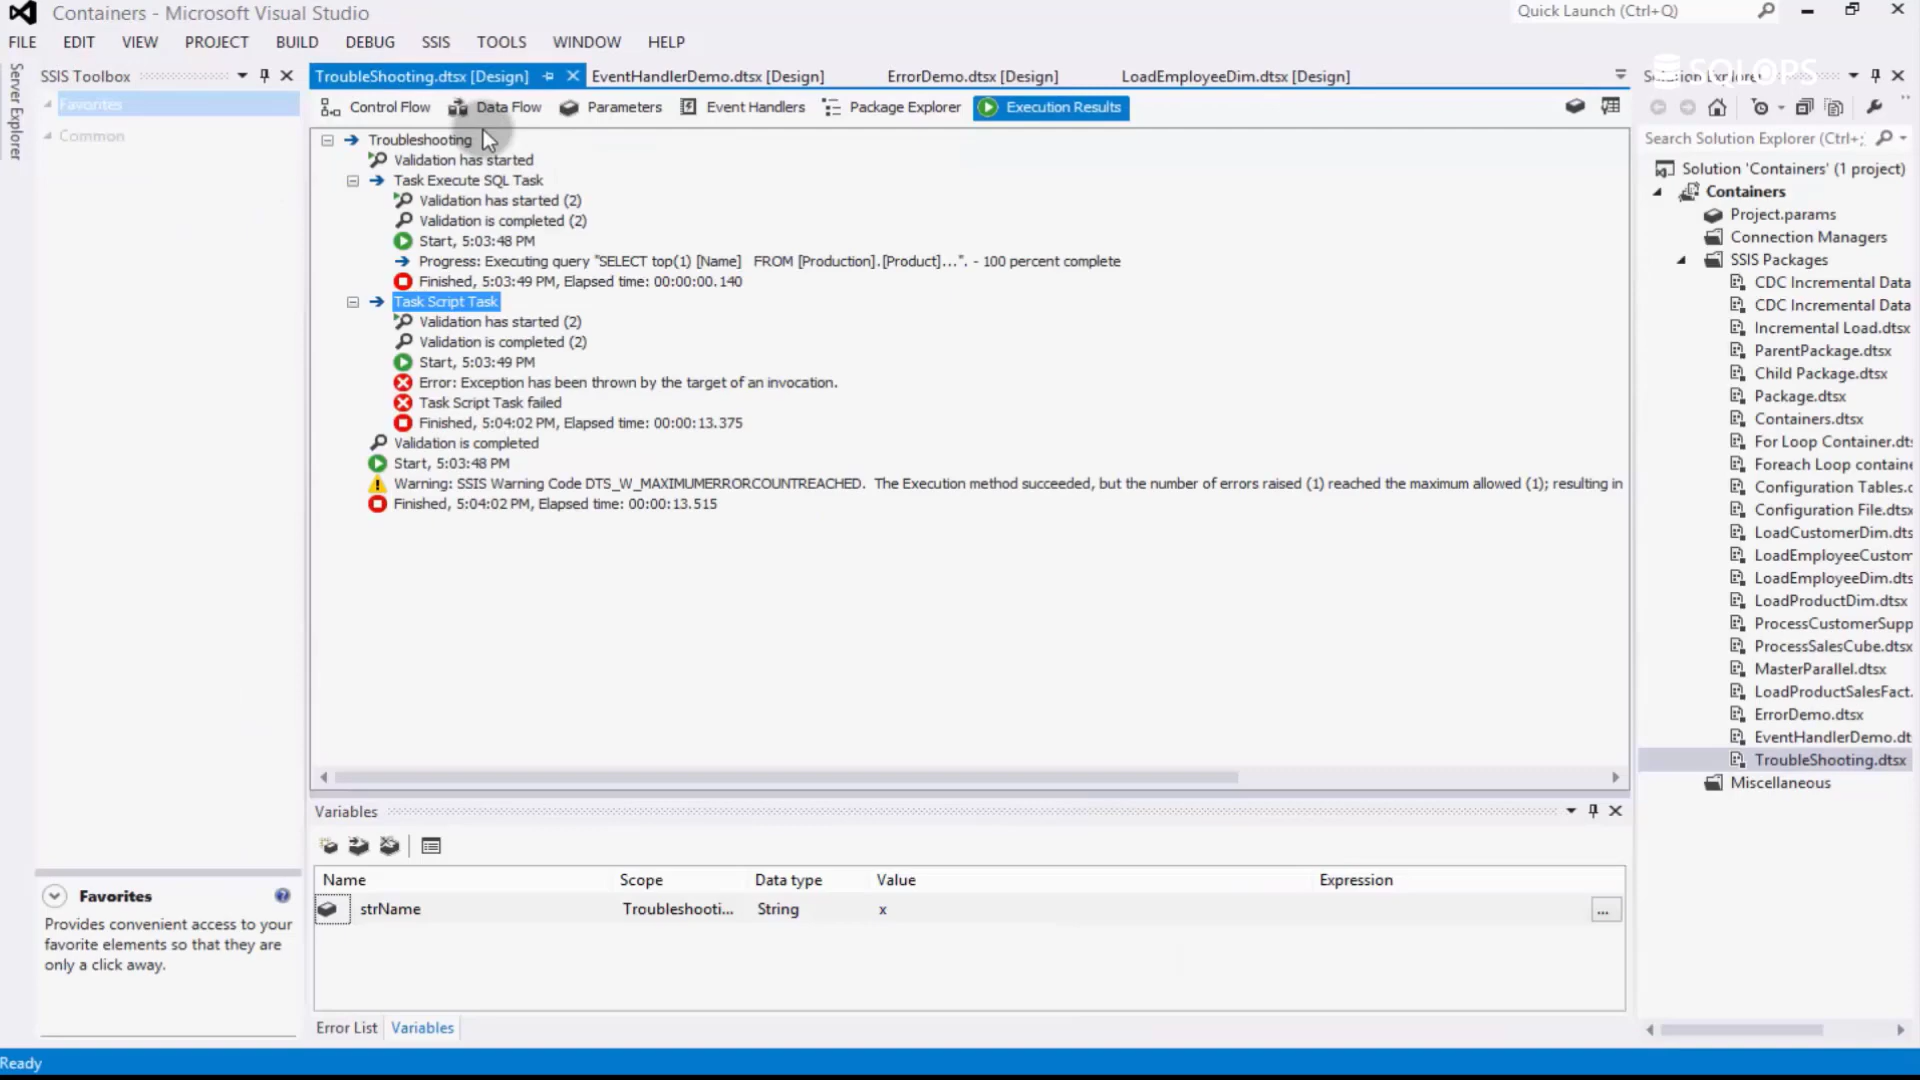 Containers - Microsoft Visual Studio
Quick Launch (Ctrl+Q)
FILE EDIT VIEW PROJECT BUILD DEBUG SSIS TOOLS WINDOW HELP
Server Explorer
SSIS Toolbox
Favorites
Common
TroubleShooting.dtsx [Design] EventHandlerDemo.dtsx [Design] ErrorDemo.dtsx [Design] LoadEmployeeDim.dtsx [Design]
Control Flow Data Flow Parameters Event Handlers Package Explorer Execution Results
Troubleshooting
Validation has started
Task Execute SQL Task
Validation has started (2)
Validation is completed (2)
Start, 5:03:48 PM
Progress: Executing query "SELECT top(1) [Name] FROM [Production].[Product]...". - 100 percent complete
Finished, 5:03:49 PM, Elapsed time: 00:00:00.140
Task Script Task
Validation has started (2)
Validation is completed (2)
Start, 5:03:49 PM
Error: Exception has been thrown by the target of an invocation.
Task Script Task failed
Finished, 5:04:02 PM, Elapsed time: 00:00:13.375
Validation is completed
Start, 5:03:48 PM
Warning: SSIS Warning Code DTS_W_MAXIMUMERRORCOUNTREACHED. The Execution method succeeded, but the number of errors raised (1) reached the maximum allowed (1); resulting in
Finished, 5:04:02 PM, Elapsed time: 00:00:13.515
Solution Explorer
SQLOPS
Search Solution Explorer (Ctrl+;
Solution 'Containers' (1 project)
Containers
Project.params
Connection Managers
SSIS Packages
CDC Incremental Data
CDC Incremental Data
Incremental Load.dtsx
ParentPackage.dtsx
Child Package.dtsx
Package.dtsx
Containers.dtsx
For Loop Container.dt
Foreach Loop containe
Configuration Tables.c
Configuration File.dtsx
LoadCustomerDim.dts
LoadEmployeeCustom
LoadEmployeeDim.dts
LoadProductDim.dtsx
ProcessCustomerSupp
ProcessSalesCube.dtsx
MasterParallel.dtsx
LoadProductSalesFact.
ErrorDemo.dtsx
EventHandlerDemo.dt
TroubleShooting.dtsx
Miscellaneous
Variables
Name Scope Data type Value Expression
strName Troubleshooti... String x ...
Favorites
Provides convenient access to your
favorite elements so that they are
only a click away.
Error List Variables
Ready